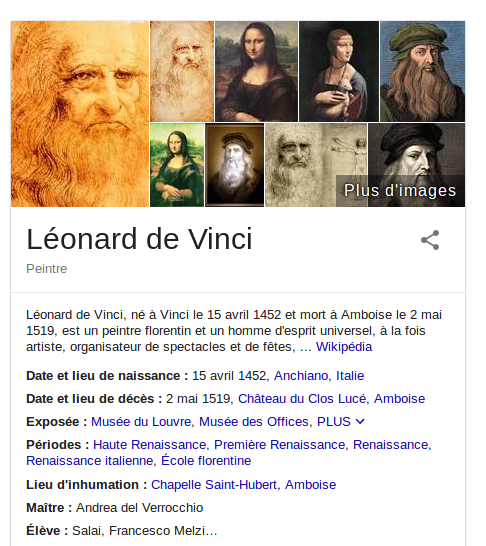 Plus d'images
Léonard de Vinci
Peintre
Léonard de Vinci, né à Vinci le 15 avril 1452 et mort à Amboise le 2 mai
1519, est un peintre florentin et un homme d'esprit universel, à la fois
artiste, organisateur de spectacles et de fêtes, ... Wikipédia
Date et lieu de naissance : 15 avril 1452, Anchiano, Italie
Date et lieu de décès : 2 mai 1519, Château du Clos Lucé, Amboise
Exposée : Musée du Louvre, Musée des Offices, PLUS
Périodes : Haute Renaissance, Première Renaissance, Renaissance,
Renaissance italienne, École florentine
Lieu d'inhumation : Chapelle Saint-Hubert, Amboise
Maître : Andrea del Verrocchio
Élève : Salai, Francesco Melzi…